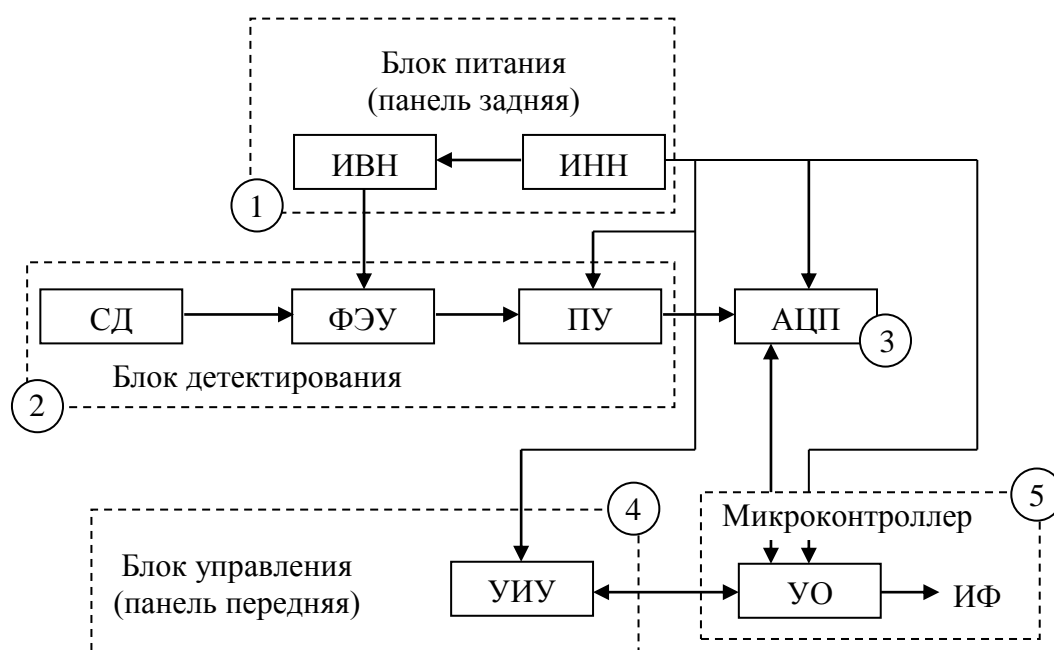 Блок питания
(панель задняя)
ИВН
ИНН
1
СД
ФЭУ
ПУ
АЦП
3
Блок детектирования
2
4
5
Микроконтроллер
Блок управления
(панель передняя)
УИУ
УО
ИФ